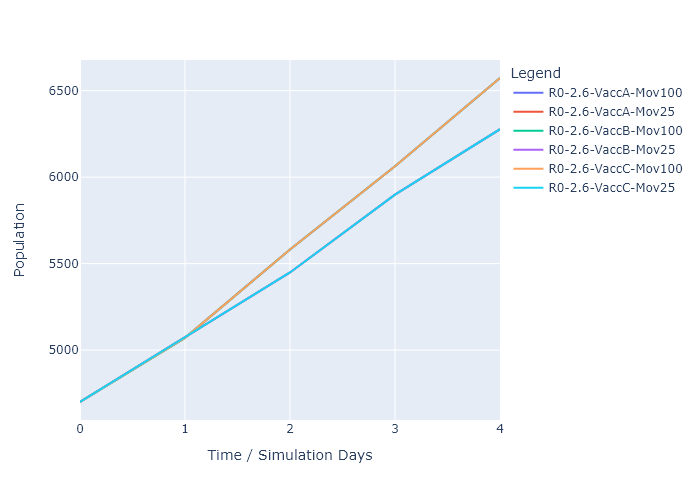 Legend
R0-2.6-VaccA-Mov100
R0-2.6-VaccA-Mov25
R0-2.6-VaccB-Mov100
R0-2.6-VaccB-Mov25
R0-2.6-VaccC-Mov100
R0-2.6-VaccC-Mov25
Population
6500
6000
5500
5000
0 1 2 3 4
Time / Simulation Days